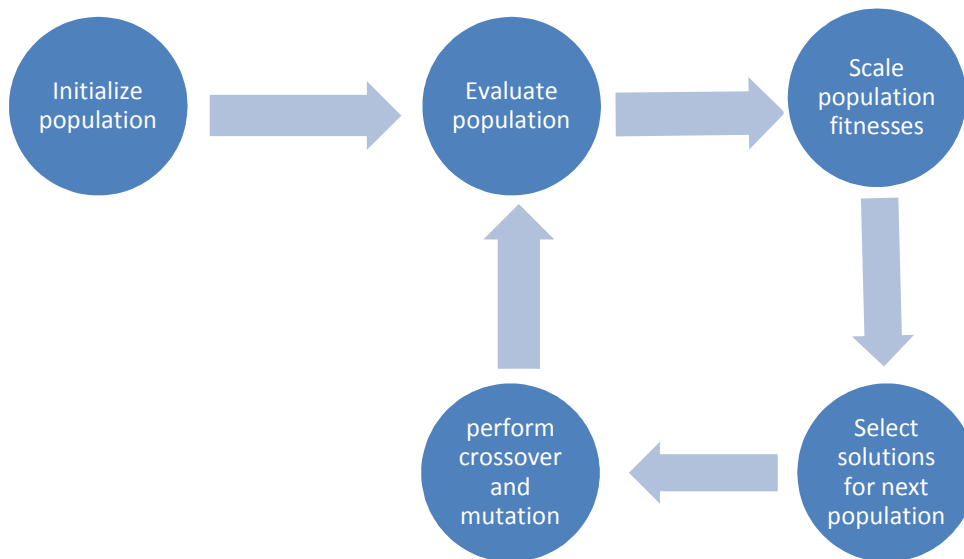 Initialize
population
Evaluate
population
Scale
population
fitnesses
Select
solutions
for next
population
perform
crossover
and
mutation